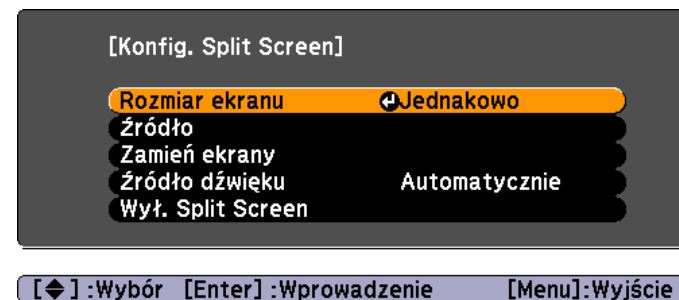 [Konfig. Split Screen]
Rozmiar ekranu Jednakowo
Źródło
Zamień ekrany
Źródło dźwięku Automatycznie
Wył. Split Screen
[◆] :Wybór [Enter] :Wprowadzenie [Menu]:Wyjście